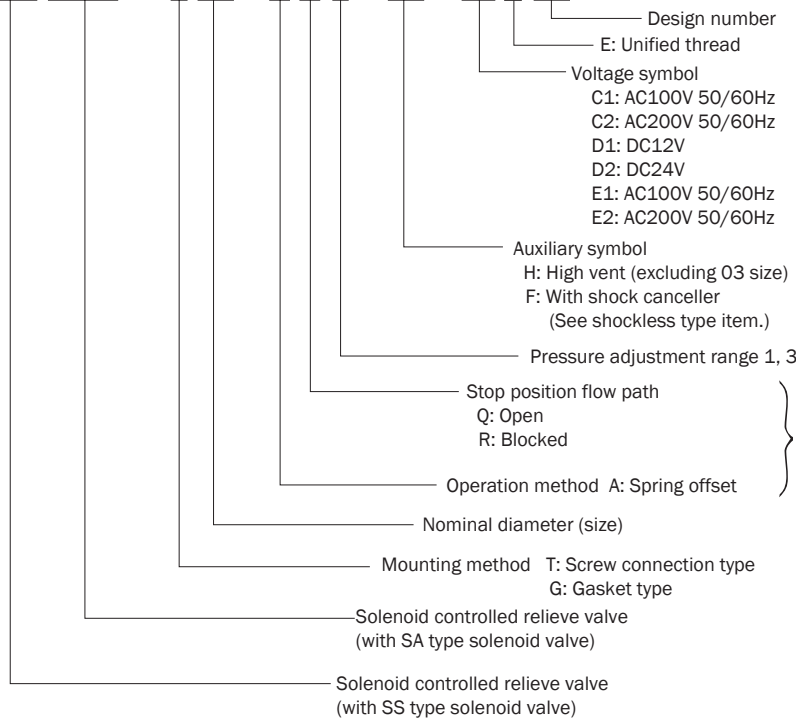 Design number
E: Unified thread
Voltage symbol
C1: AC100V 50/60Hz
C2: AC200V 50/60Hz
D1: DC12V
D2: DC24V
E1: AC100V 50/60Hz
E2: AC200V 50/60Hz
Auxiliary symbol
H: High vent (excluding 03 size)
F: With shock canceller
(See shockless type item.)
Pressure adjustment range 1, 3
Stop position flow path
Q: Open
R: Blocked
Operation method A: Spring offset
Nominal diameter (size)
Mounting method T: Screw connection type
G: Gasket type
Solenoid controlled relieve valve
(with SA type solenoid valve)
Solenoid controlled relieve valve
(with SS type solenoid valve)